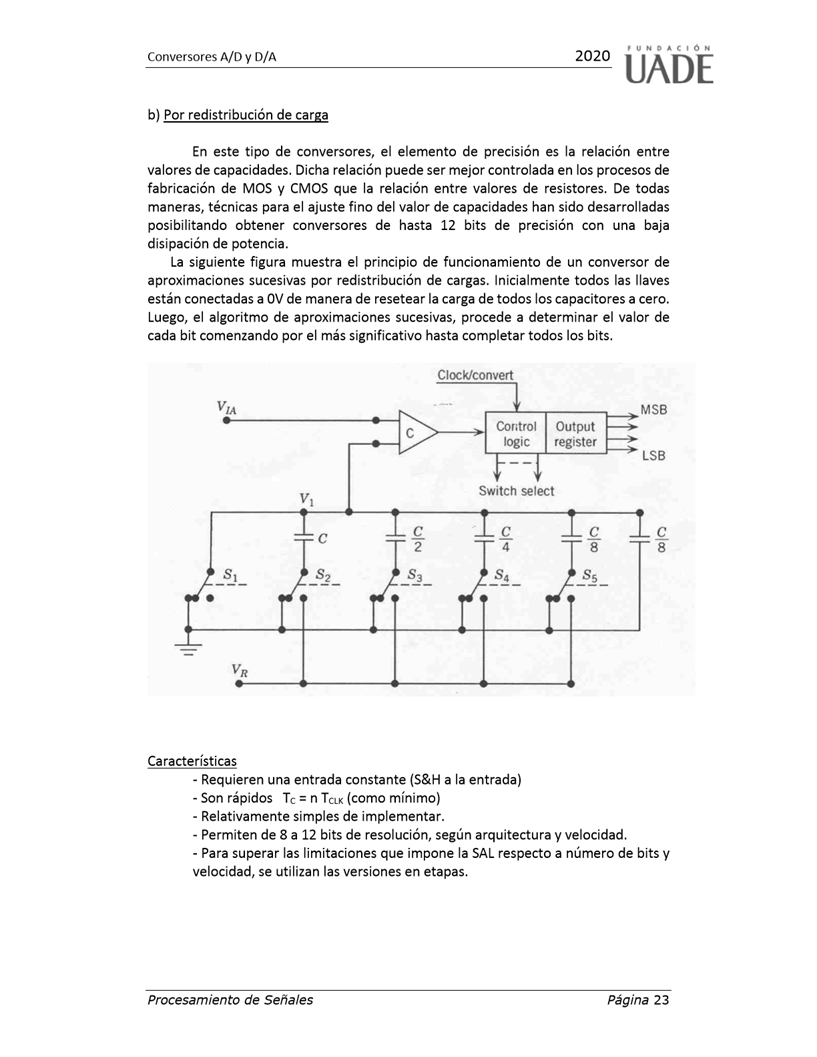 Conversores A/D y D/A 2020 FUNDACIÓN
UADE
b) Por redistribución de carga
En este tipo de conversores, el elemento de precisión es la relación entre
valores de capacidades. Dicha relación puede ser mejor controlada en los procesos de
fabricación de MOS y CMOS que la relación entre valores de resistores. De todas
maneras, técnicas para el ajuste fino del valor de capacidades han sido desarrolladas
posibilitando obtener conversores de hasta 12 bits de precisión con una baja
disipación de potencia.
La siguiente figura muestra el principio de funcionamiento de un conversor de
aproximaciones sucesivas por redistribución de cargas. Inicialmente todos las llaves
están conectadas a 0V de manera de resetear la carga de todos los capacitores a cero.
Luego, el algoritmo de aproximaciones sucesivas, procede a determinar el valor de
cada bit comenzando por el más significativo hasta completar todos los bits.
Clock/convert
V_IA
C
Control
logic
Output
register
MSB
LSB
Switch select
V_1
C
C/2
C/4
C/8
C/8
S_1
S_2
S_3
S_4
S_5
V_R
Características
- Requieren una entrada constante (S&H a la entrada)
- Son rápidos T_C = n T_CLK (como mínimo)
- Relativamente simples de implementar.
- Permiten de 8 a 12 bits de resolución, según arquitectura y velocidad.
- Para superar las limitaciones que impone la SAL respecto a número de bits y
velocidad, se utilizan las versiones en etapas.
Procesamiento de Señales Página 23